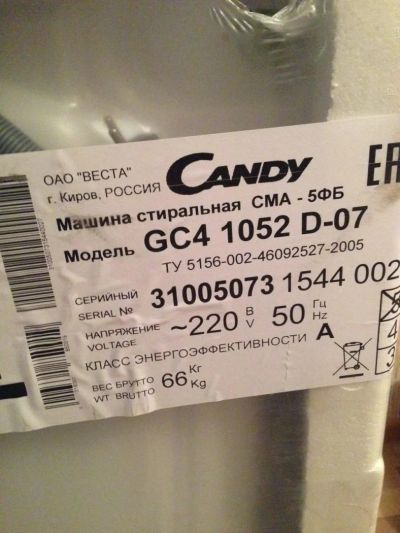 ОАО "ВЕСТА"
г. Киров, РОССИЯ
CANDY
Машина стиральная СМА - 5ФБ
Модель GC4 1052 D-07
ТУ 5156-002-46092527-2005
СЕРИЙНЫЙ
SERIAL № 31005073 1544 002
НАПРЯЖЕНИЕ
VOLTAGE ~220 В
V 50 Гц
Hz
КЛАСС ЭНЕРГОЭФФЕКТИВНОСТИ A
ВЕС БРУТТО
WT BRUTTO 66 Кг
Kg
4
3